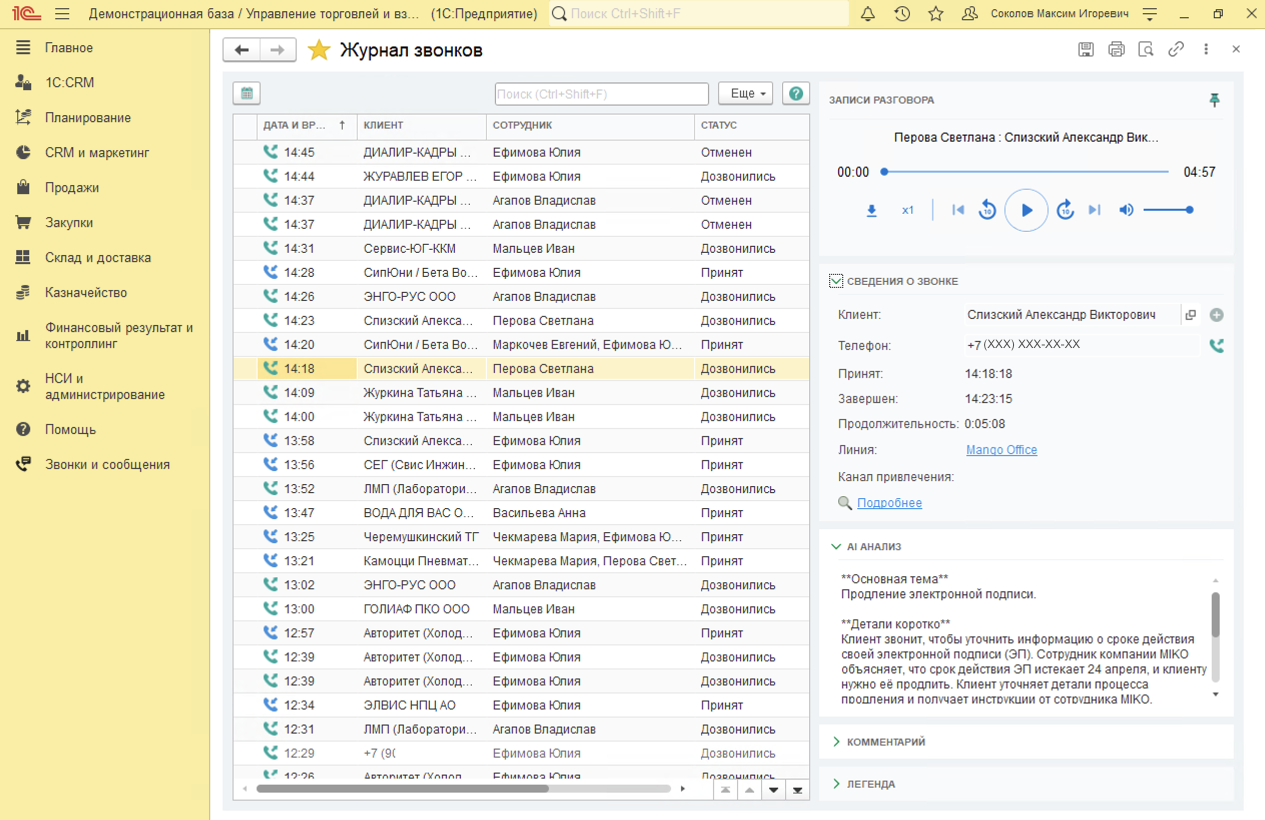 1С Демонстрационная база / Управление торговлей и вз... (1С:Предприятие) Поиск Ctrl+Shift+F Соколов Максим Игоревич
Главное
1С:CRM
Планирование
CRM и маркетинг
Продажи
Закупки
Склад и доставка
Казначейство
Финансовый результат и
контроллинг
НСИ и
администрирование
Помощь
Звонки и сообщения
Журнал звонков
Поиск (Ctrl+Shift+F) Еще ?
ДАТА И ВР... ↑ КЛИЕНТ СОТРУДНИК СТАТУС
14:45 ДИАЛИР-КАДРЫ ... Ефимова Юлия Отменен
14:44 ЖУРАВЛЕВ ЕГОР ... Ефимова Юлия Дозвонились
14:37 ДИАЛИР-КАДРЫ ... Ефимова Юлия Отменен
14:37 ДИАЛИР-КАДРЫ ... Ефимова Юлия Отменен
14:31 Сервис-ЮГ-ККМ Мальцев Иван Дозвонились
14:28 СипЮни / Бета Во... Ефимова Юлия Принят
14:26 ЭНГО-РУС ООО Агапов Владислав Дозвонились
14:23 Слизский Алекса... Перова Светлана Дозвонились
14:20 СипЮни / Бета Во... Маркочев Евгений, Ефимова Ю... Принят
14:18 Слизский Алекса... Перова Светлана Дозвонились
14:09 Журкина Татьяна ... Мальцев Иван Дозвонились
14:00 Журкина Татьяна ... Мальцев Иван Дозвонились
13:58 Слизский Алекса... Ефимова Юлия Принят
13:56 СЕГ (Свис Инжин... Ефимова Юлия Принят
13:52 ЛМП (Лаборатори... Агапов Владислав Дозвонились
13:47 ВОДА ДЛЯ ВАС О... Васильева Анна Принят
13:25 Черемушкинский ТГ Чекмарева Мария, Ефимова Ю... Принят
13:21 Камоцци Пневмат... Чекмарева Мария, Перова Свет... Принят
13:02 ЭНГО-РУС ООО Агапов Владислав Дозвонились
13:00 ГОЛИАФ ПКО ООО Мальцев Иван Дозвонились
12:57 Авторитет (Холод... Ефимова Юлия Принят
12:39 Авторитет (Холод... Ефимова Юлия Дозвонились
12:39 Авторитет (Холод... Ефимова Юлия Дозвонились
12:34 ЭЛВИС НПЦ АО Ефимова Юлия Принят
12:31 ЛМП (Лаборатори... Агапов Владислав Дозвонились
12:29 +7 (9( Ефимова Юлия Дозвонились
12:26 Авторитет (Холод... Ефимова Юлия Дозвонились
ЗАПИСИ РАЗГОВОРА
Перова Светлана : Слизский Александр Вик...
00:00 04:57
x1 10 10
СВЕДЕНИЯ О ЗВОНКЕ
Клиент: Слизский Александр Викторович
Телефон: +7 (XXX) XXX-XX-XX
Принят: 14:18:18
Завершен: 14:23:15
Продолжительность: 0:05:08
Линия: Mango Office
Канал привлечения:
Подробнее
AI АНАЛИЗ
**Основная тема**
Продление электронной подписи.
**Детали коротко**
Клиент звонит, чтобы уточнить информацию о сроке действия
своей электронной подписи (ЭП). Сотрудник компании MIKO
объясняет, что срок действия ЭП истекает 24 апреля, и клиенту
нужно её продлить. Клиент уточняет детали процесса
продления и получает инструкции от сотрудника MIKO.
КОММЕНТАРИЙ
ЛЕГЕНДА